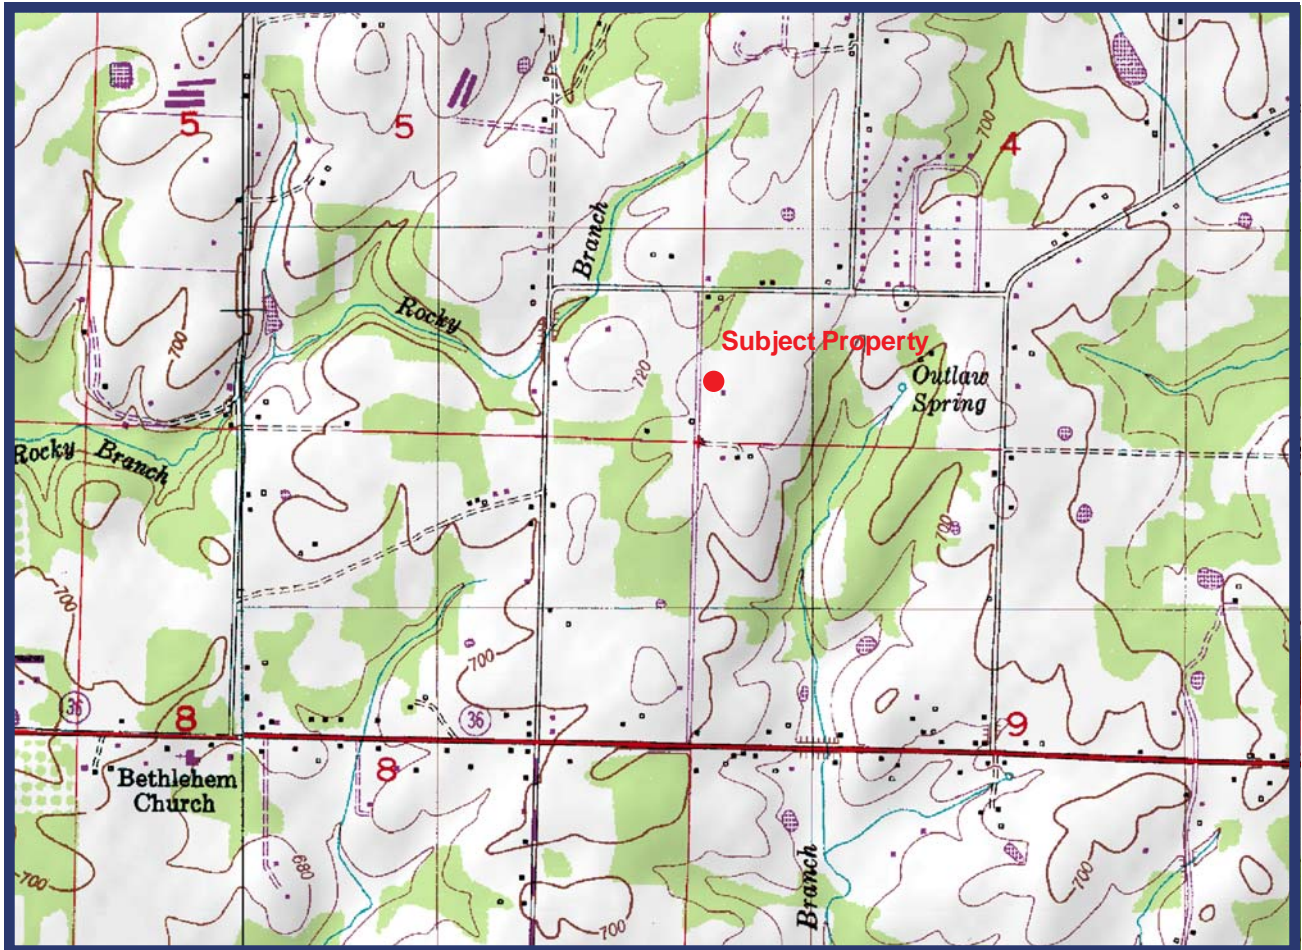 5
5
4
700
Branch
Rocky
700
720
Subject Property
Outlaw
Spring
Rocky Branch
700
700
700
36
8
36
9
8
Bethlehem
Church
680
Branch
700
700
700